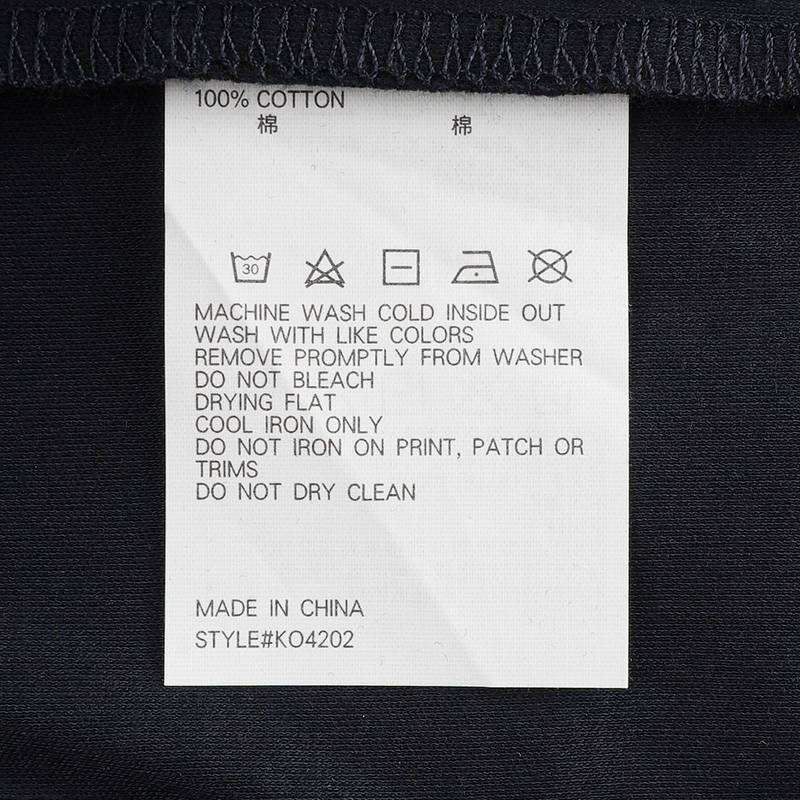 100% COTTON
棉 棉
30
MACHINE WASH COLD INSIDE OUT
WASH WITH LIKE COLORS
REMOVE PROMPTLY FROM WASHER
DO NOT BLEACH
DRYING FLAT
COOL IRON ONLY
DO NOT IRON ON PRINT, PATCH OR
TRIMS
DO NOT DRY CLEAN
MADE IN CHINA
STYLE#KO4202